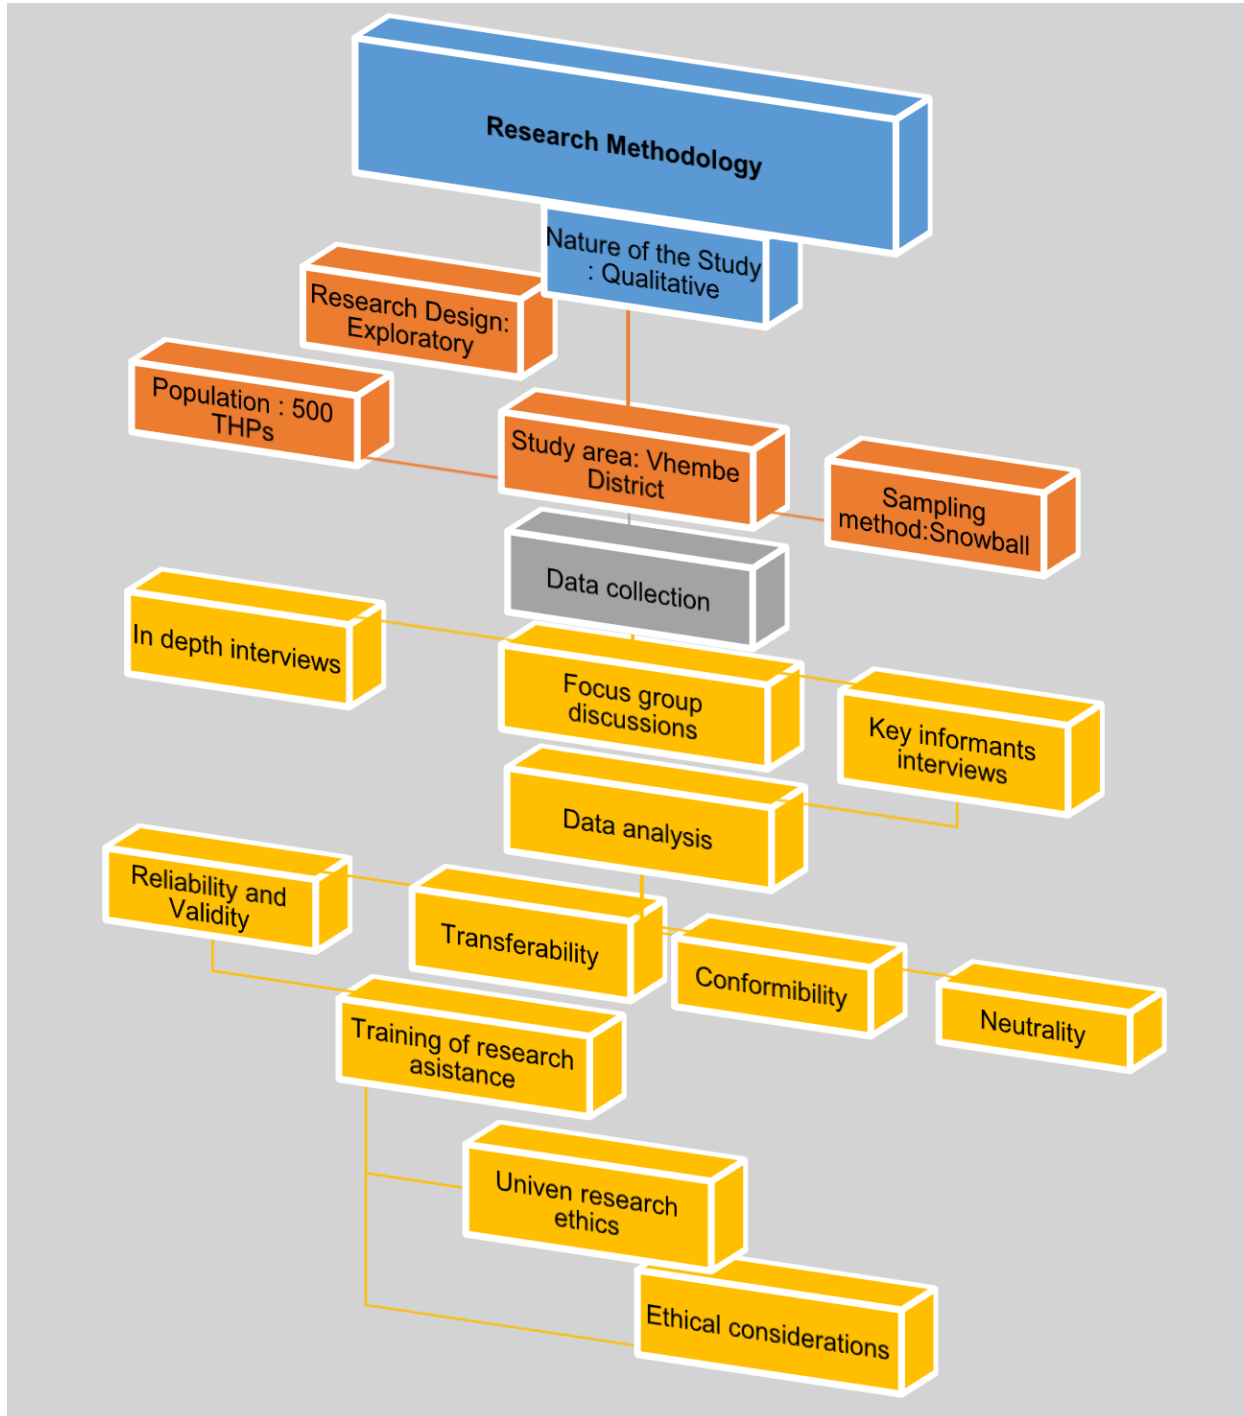 Research Methodology
Nature of the Study
: Qualitative
Research Design:
Exploratory
Population : 500
THPs
Study area: Vhembe
District
Sampling
method:Snowball
Data collection
In depth interviews
Focus group
discussions
Key informants
interviews
Data analysis
Reliability and
Validity
Transferability
Conformibility
Neutrality
Training of research
asistance
Univen research
ethics
Ethical considerations